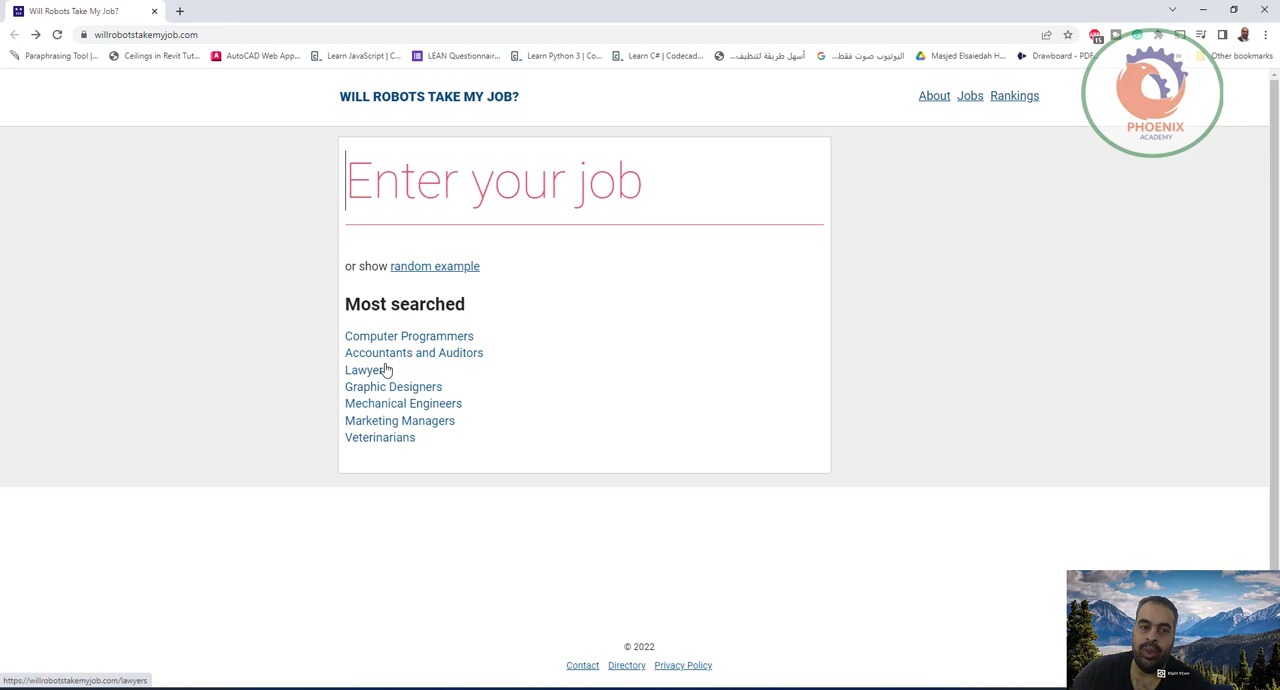 Will Robots Take My Job?
willrobotstakemyjob.com
15
Paraphrasing Tool |...
Ceilings in Revit Tut...
AutoCAD Web App...
Learn JavaScript | C...
LEAN Questionnair...
Learn Python 3 | Co...
Learn C# | Codecad...
أسهل طريقة لتنظيف...
اليوتيوب صوت فقط...
Masjed Elsaiedah H...
Drawboard - PDF
Other bookmarks
WILL ROBOTS TAKE MY JOB?
About Jobs Rankings
PHOENIX
ACADEMY
Enter your job
or show random example
Most searched
Computer Programmers
Accountants and Auditors
Lawyer
Graphic Designers
Mechanical Engineers
Marketing Managers
Veterinarians
© 2022
Contact Directory Privacy Policy
XSplit VCam
https://willrobotstakemyjob.com/lawyers